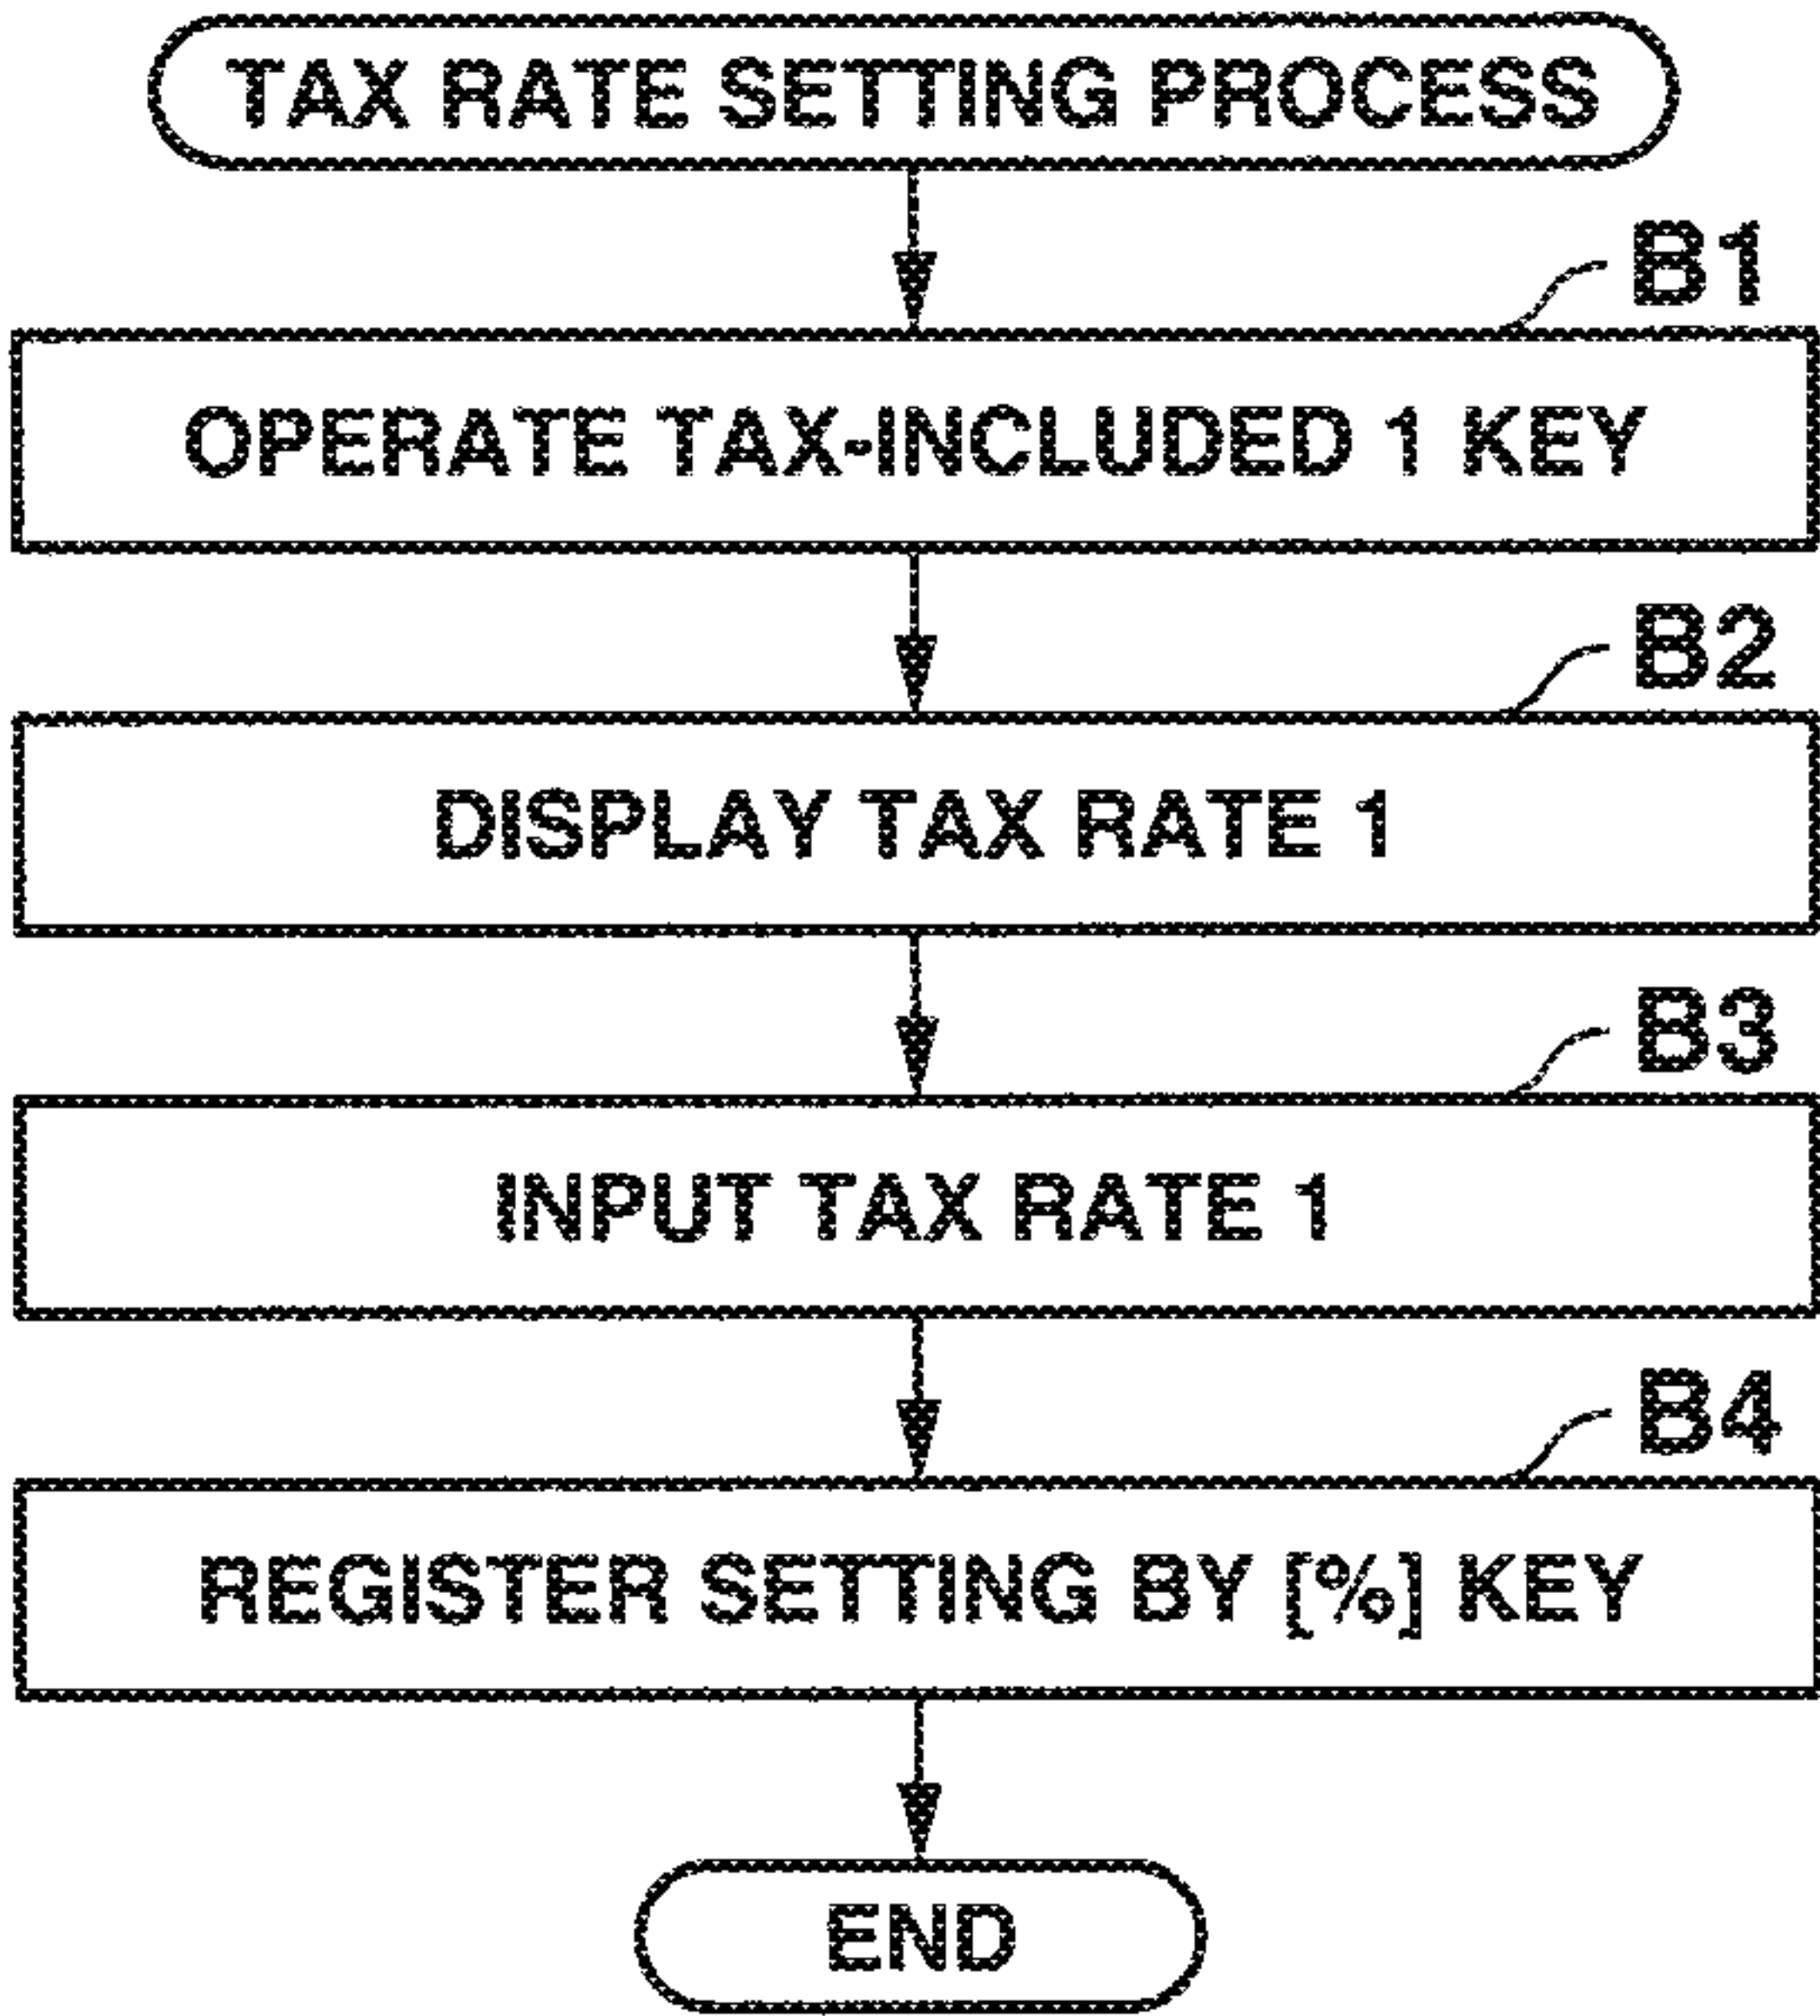 TAX RATE SETTING PROCESS
B1
OPERATE TAX-INCLUDED 1 KEY
B2
DISPLAY TAX RATE 1
B3
INPUT TAX RATE 1
B4
REGISTER SETTING BY [%] KEY
END